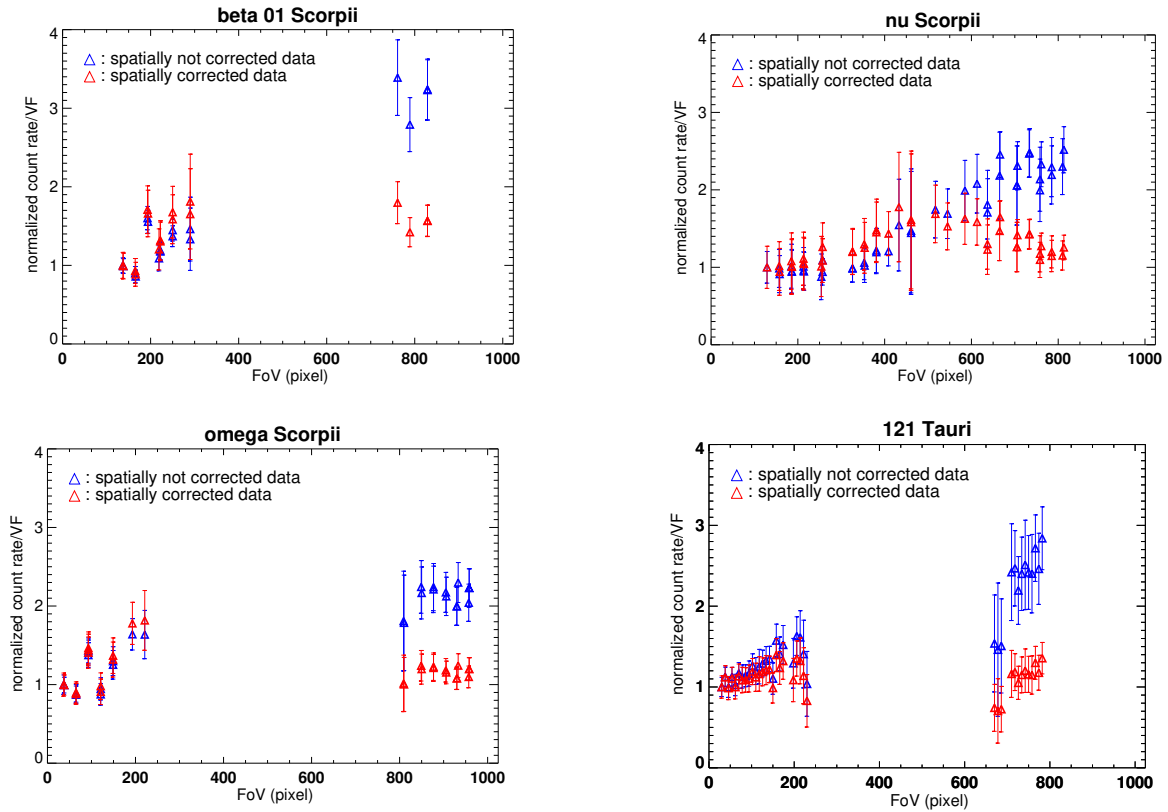 beta 01 Scorpii
△ : spatially not corrected data
△ : spatially corrected data
normalized count rate/VF
4
3
2
1
0
0 200 400 600 800 1000
FoV (pixel)
nu Scorpii
△ : spatially not corrected data
△ : spatially corrected data
normalized count rate/VF
4
3
2
1
0
0 200 400 600 800 1000
FoV (pixel)
omega Scorpii
△ : spatially not corrected data
△ : spatially corrected data
normalized count rate/VF
4
3
2
1
0
0 200 400 600 800 1000
FoV (pixel)
121 Tauri
△ : spatially not corrected data
△ : spatially corrected data
normalized count rate/VF
4
3
2
1
0
0 200 400 600 800 1000
FoV (pixel)